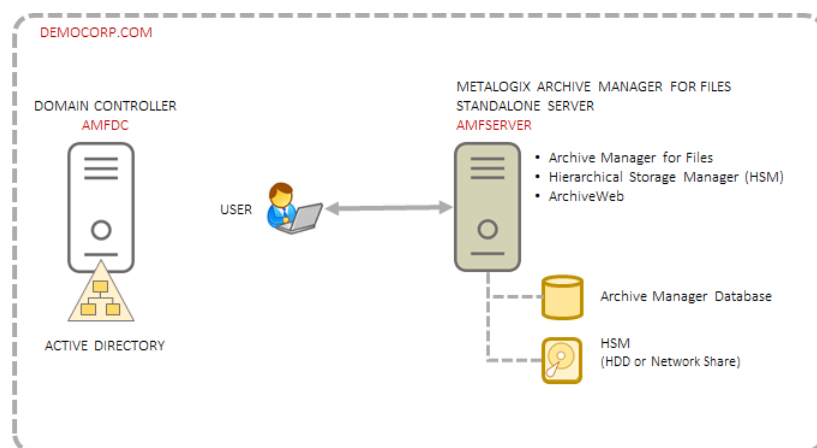 DEMOCORP.COM
DOMAIN CONTROLLER
AMFDC
ACTIVE DIRECTORY
USER
METALOGIX ARCHIVE MANAGER FOR FILES
STANDALONE SERVER
AMFSERVER
• Archive Manager for Files
• Hierarchical Storage Manager (HSM)
• ArchiveWeb
Archive Manager Database
HSM
(HDD or Network Share)